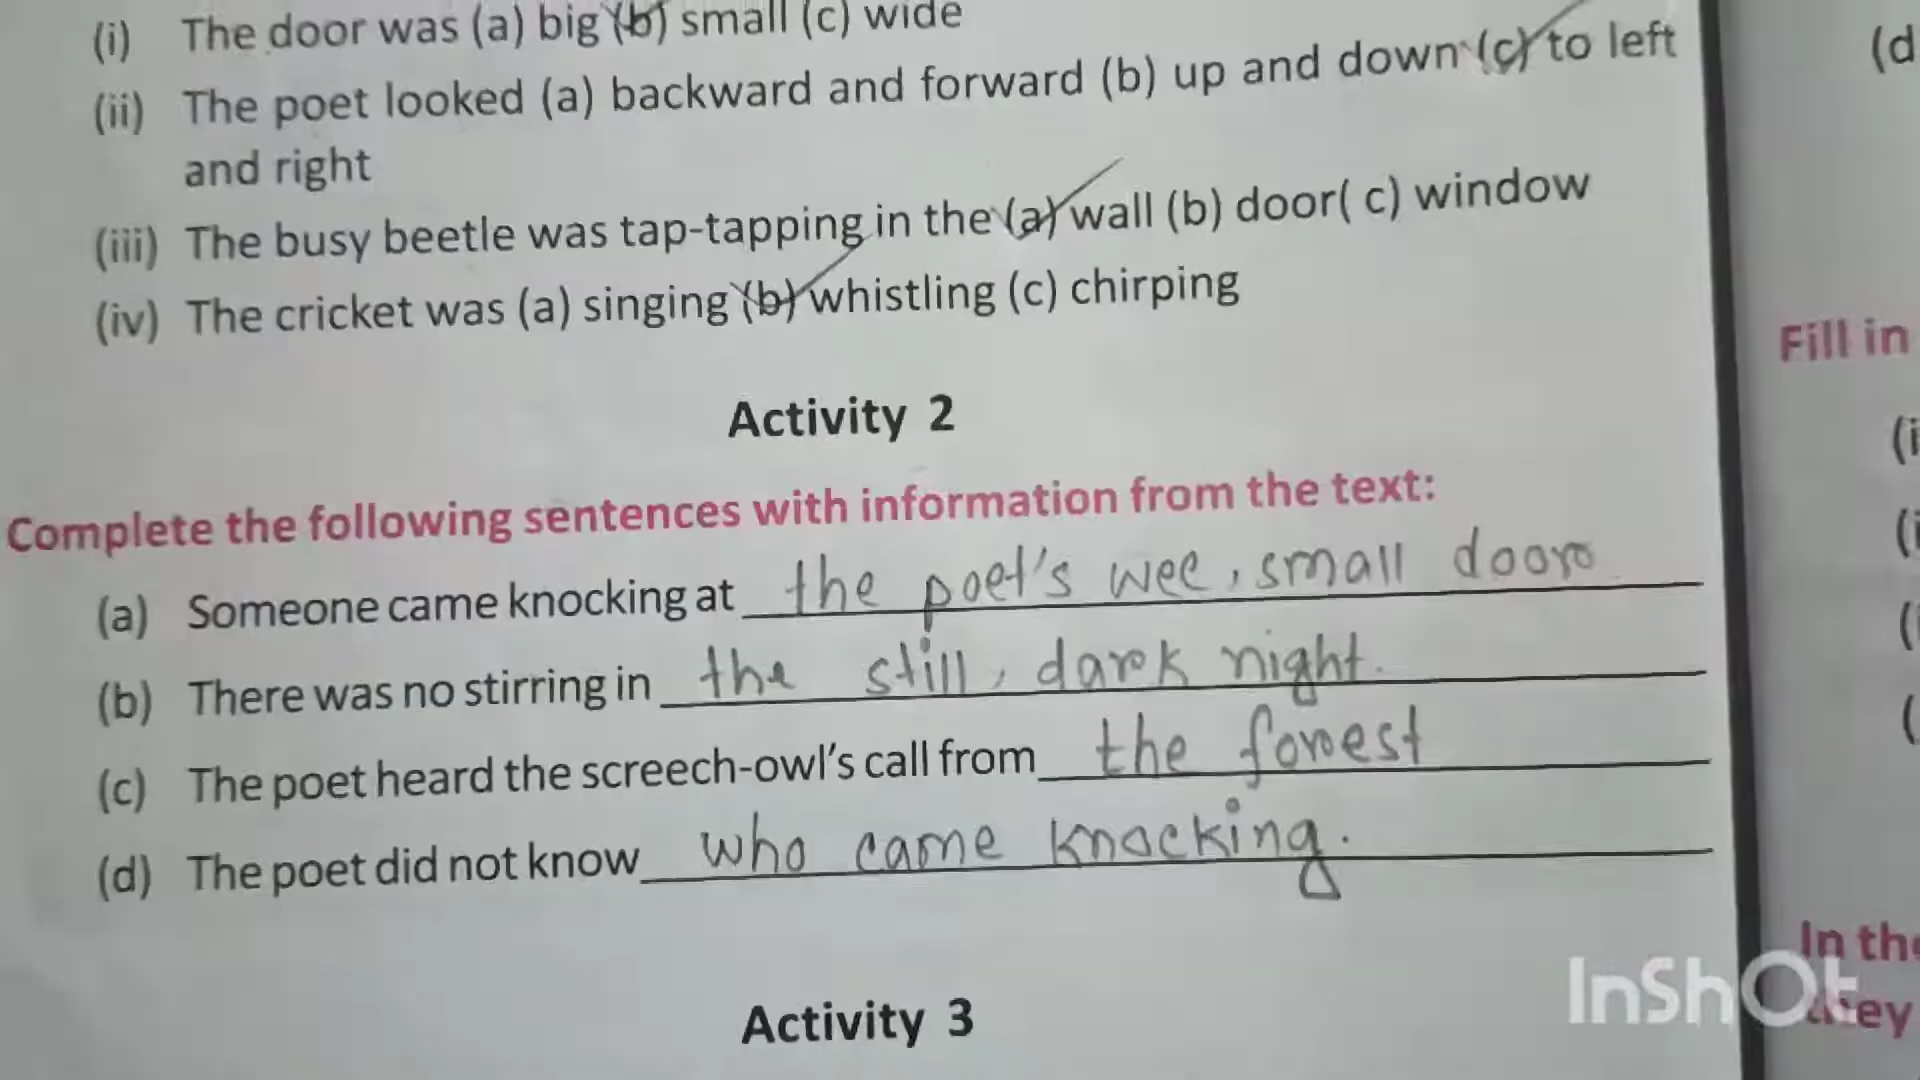 (i) The door was (a) big (b) small (c) wide
(ii) The poet looked (a) backward and forward (b) up and down (c) to left
and right
(iii) The busy beetle was tap-tapping in the (a) wall (b) door( c) window
(iv) The cricket was (a) singing (b) whistling (c) chirping
Activity 2
Complete the following sentences with information from the text:
(a) Someone came knocking at the poet's wee, small door
(b) There was no stirring in the still, dark night.
(c) The poet heard the screech-owl's call from the forest
(d) The poet did not know who came knocking.
Activity 3
(d
Fill in
(i
(i
(
(
In the
they
InShOt